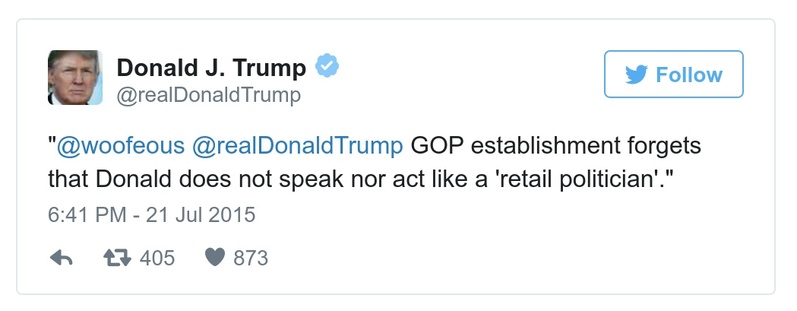 Donald J. Trump
@realDonaldTrump
Follow
"@woofeous @realDonaldTrump GOP establishment forgets
that Donald does not speak nor act like a 'retail politician'."
6:41 PM - 21 Jul 2015
405
873